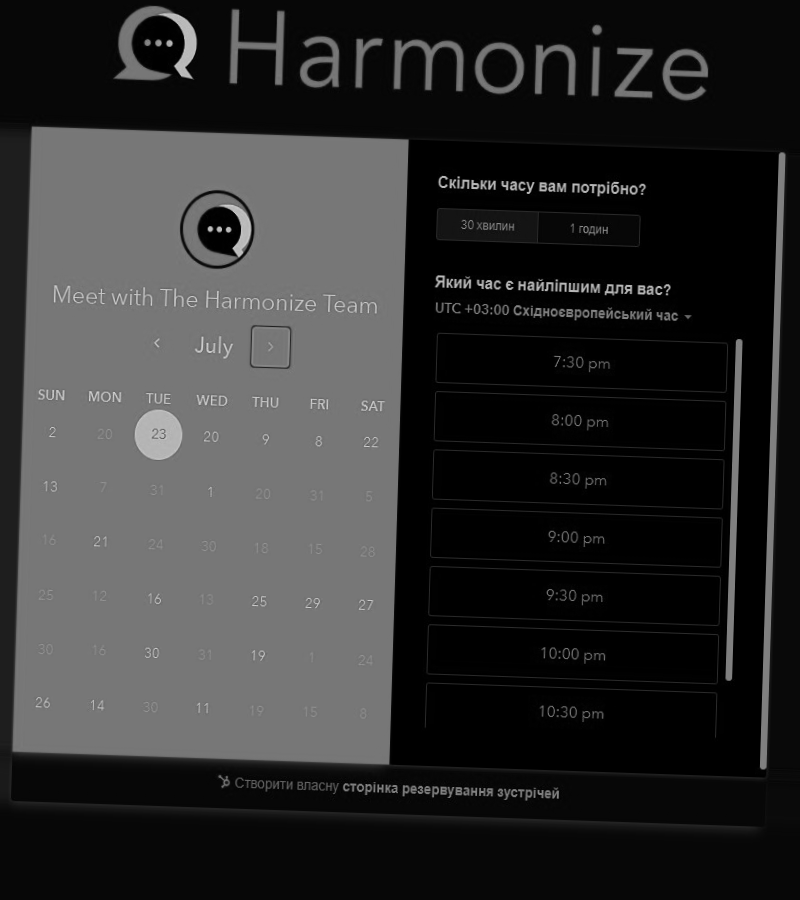 Harmonize
Meet with The Harmonize Team
July
SUN MON TUE WED THU FRI SAT
2 20 23 20 9 8 22
13 7 31 1 20 31 5
16 21 24 30 18 15 28
25 12 16 13 25 29 27
30 16 30 31 19 1 24
26 14 30 11 19 15 8
Скільки часу вам потрібно?
30 хвилин 1 годин
Який час є найліпшим для вас?
UTC +03:00 Східноєвропейський час
7:30 pm
8:00 pm
8:30 pm
9:00 pm
9:30 pm
10:00 pm
10:30 pm
Створити власну сторінка резервування зустрічей